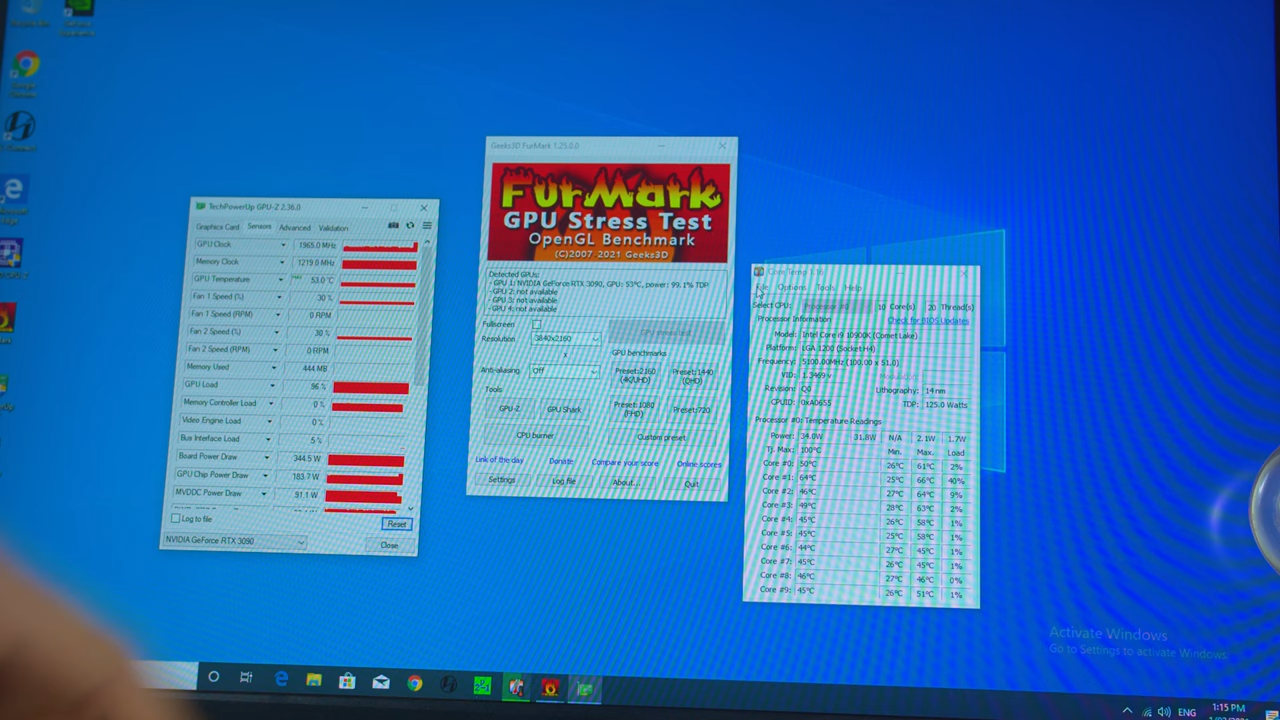 TechPowerUp GPU-Z 2.36.0
Graphics Card Sensors Advanced Validation
GPU Clock 1965.0 MHz
Memory Clock 1219.0 MHz
GPU Temperature 53.0 °C
Fan 1 Speed (%) 30 %
Fan 1 Speed (RPM) 0 RPM
Fan 2 Speed (%) 30 %
Fan 2 Speed (RPM) 0 RPM
Memory Used 444 MB
GPU Load 96 %
Memory Controller Load 0 %
Video Engine Load 0 %
Bus Interface Load 5 %
Board Power Draw 344.5 W
GPU Chip Power Draw 183.7 W
MVDDC Power Draw 91.1 W
Log to file
Reset
NVIDIA GeForce RTX 3090
Close
Geeks3D FurMark 1.25.0.0
FurMark
GPU Stress Test
OpenGL Benchmark
(C)2007-2021 Geeks3D
Detected GPUs:
- GPU 1: NVIDIA GeForce RTX 3090, GPU: 53°C, power: 99.1% TDP
- GPU 2: not available
- GPU 3: not available
- GPU 4: not available
Fullscreen
Resolution 3840x2160
x
GPU benchmarks
Anti-aliasing Off
Preset:2160 (4K/UHD)
Preset:1440 (QHD)
Tools
GPU-Z
GPU Shark
Preset:1080 (FHD)
Preset:720
CPU burner
Custom preset
Link of the day Donate Compare your score Online scores
Settings Log file About... Quit
Core Temp 1.16
File Options Tools Help
Select CPU: Processor #0 10 Core(s) 20 Thread(s)
Processor Information Check for BIOS Updates
Model: Intel Core i9 10900K (Comet Lake)
Platform: LGA 1200 (Socket H4)
Frequency: 5100.00MHz (100.00 x 51.0)
VID: 1.3469 v
Revision: Q0 Lithography: 14 nm
CPUID: 0xA0655 TDP: 125.0 Watts
Processor #0: Temperature Readings
Power: 34.0W 31.8W N/A 2.1W 1.7W
Tj. Max: 100°C Min. Max. Load
Core #0: 50°C 26°C 61°C 2%
Core #1: 64°C 25°C 66°C 40%
Core #2: 46°C 27°C 64°C 9%
Core #3: 49°C 28°C 63°C 2%
Core #4: 45°C 26°C 58°C 1%
Core #5: 45°C 25°C 58°C 1%
Core #6: 44°C 27°C 45°C 1%
Core #7: 45°C 26°C 45°C 1%
Core #8: 46°C 27°C 46°C 0%
Core #9: 45°C 26°C 51°C 1%
Activate Windows
Go to Settings to activate Windows.
ENG
1:15 PM